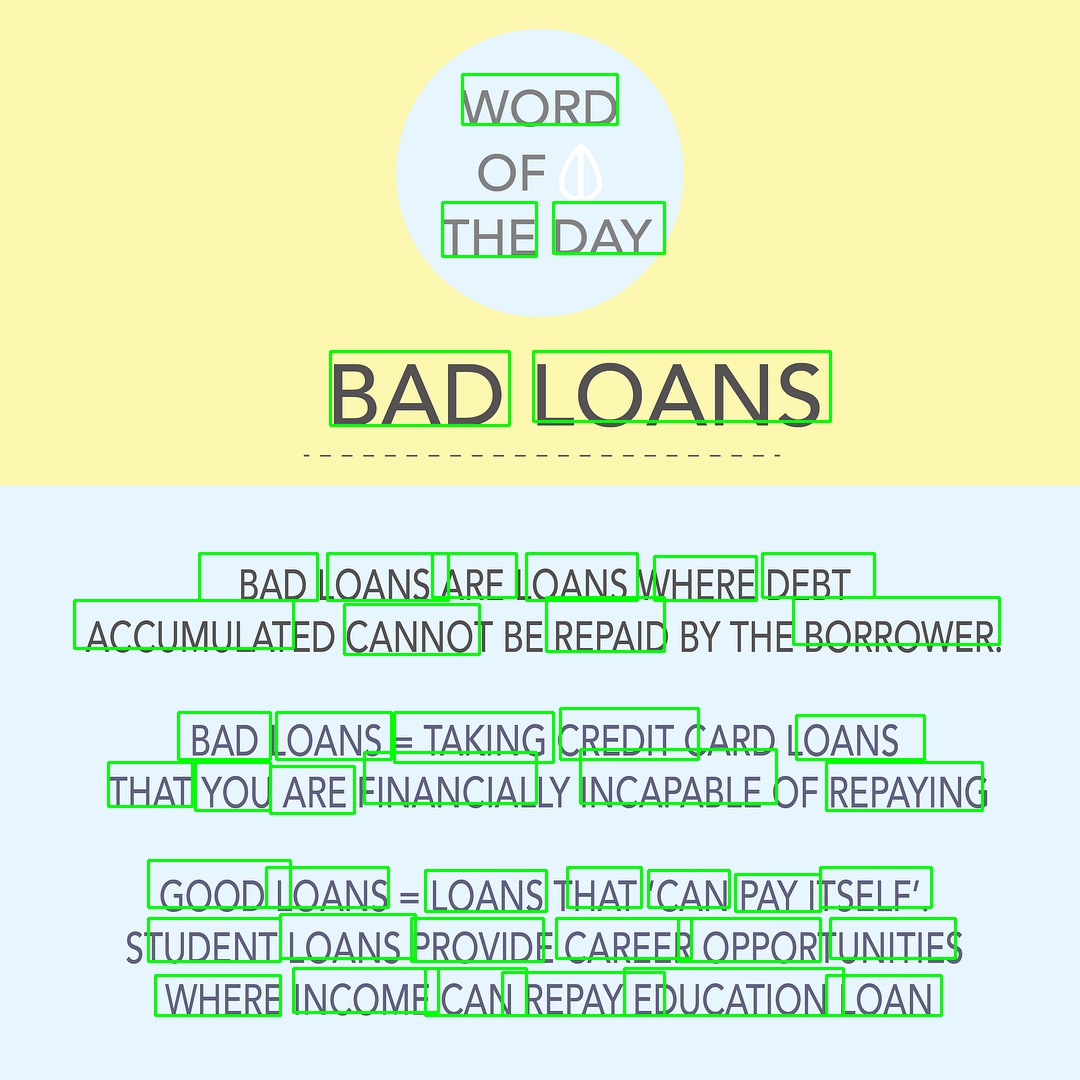 WORD
OF
THE DAY
BAD LOANS
BAD LOANS ARE LOANS WHERE DEBT
ACCUMULATED CANNOT BE REPAID BY THE BORROWER.
BAD LOANS = TAKING CREDIT CARD LOANS
THAT YOU ARE FINANCIALLY INCAPABLE OF REPAYING
GOOD LOANS = LOANS THAT ‘CAN PAY ITSELF’.
STUDENT LOANS PROVIDE CAREER OPPORTUNITIES
WHERE INCOME CAN REPAY EDUCATION LOAN